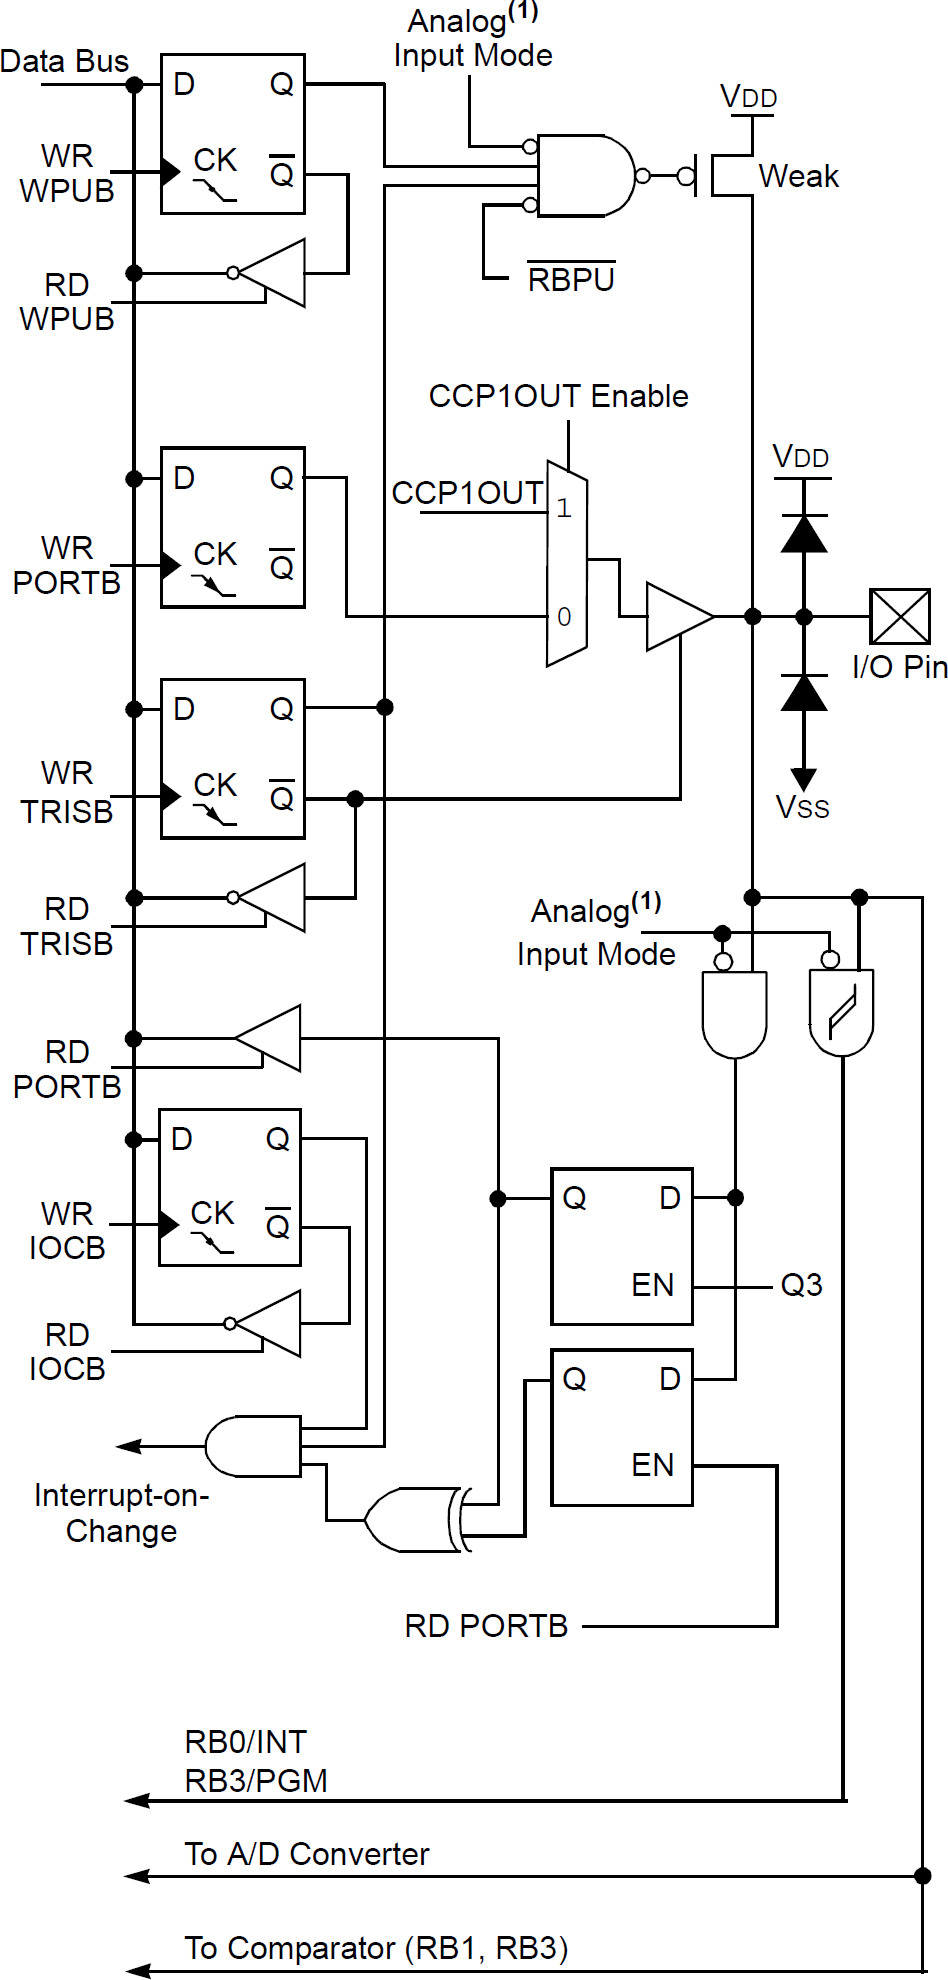 Analog(1)
Input Mode
Data Bus
D Q
CK Q
WR
WPUB
VDD
Weak
RBPU
RD
WPUB
CCP1OUT Enable
CCP1OUT
1
0
VDD
D Q
CK Q
WR
PORTB
I/O Pin
D Q
CK Q
WR
TRISB
VSS
RD
TRISB
Analog(1)
Input Mode
RD
PORTB
D Q
CK Q
WR
IOCB
Q D
EN
Q3
RD
IOCB
Q D
EN
Interrupt-on-
Change
RD PORTB
RB0/INT
RB3/PGM
To A/D Converter
To Comparator (RB1, RB3)